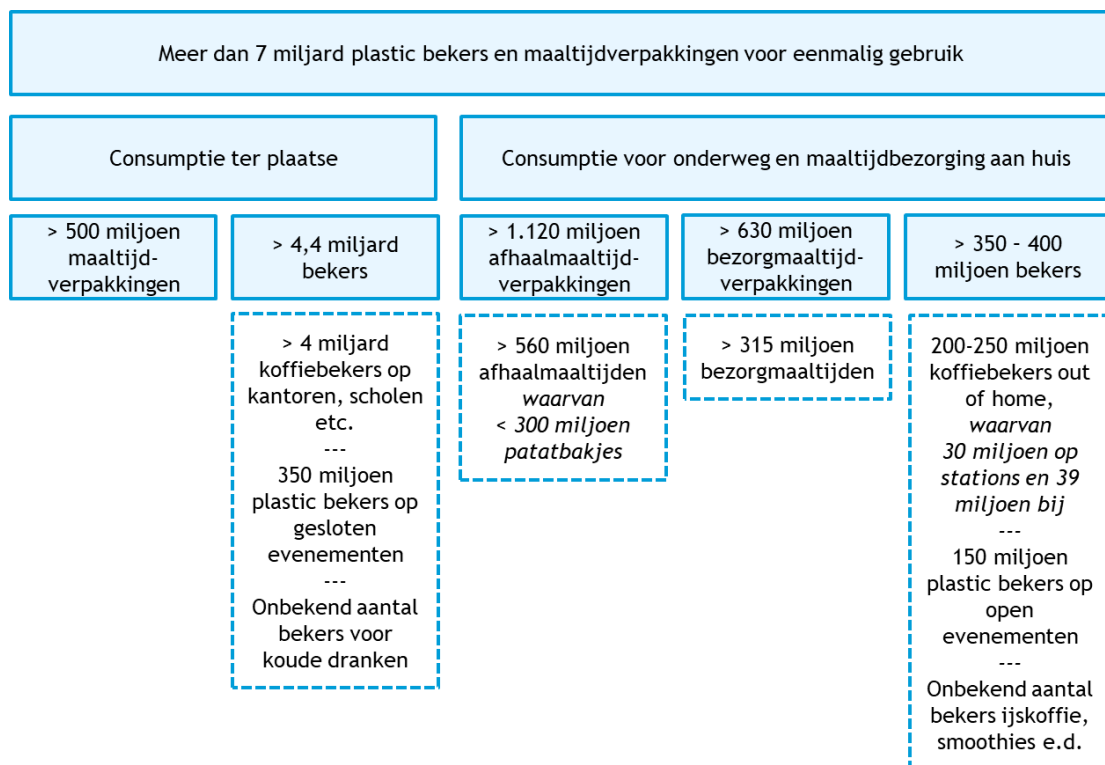 Meer dan 7 miljard plastic bekers en maaltijdverpakkingen voor eenmalig gebruik
Consumptie ter plaatse
Consumptie voor onderweg en maaltijdbezorging aan huis
> 500 miljoen
maaltijd-
verpakkingen
> 4,4 miljard
bekers
> 1.120 miljoen
afhaalmaaltijd-
verpakkingen
> 630 miljoen
bezorgmaaltijd-
verpakkingen
> 350 – 400
miljoen bekers
> 4 miljard
koffiebekers op
kantoren, scholen
etc.
---
350 miljoen
plastic bekers op
gesloten
evenementen
---
Onbekend aantal
bekers voor
koude dranken
> 560 miljoen
afhaalmaaltijden
waarvan
< 300 miljoen
patatbakjes
> 315 miljoen
bezorgmaaltijden
200-250 miljoen
koffiebekers out
of home,
waarvan
30 miljoen op
stations en 39
miljoen bij
---
150 miljoen
plastic bekers op
open
evenementen
---
Onbekend aantal
bekers ijskoffie,
smoothies e.d.